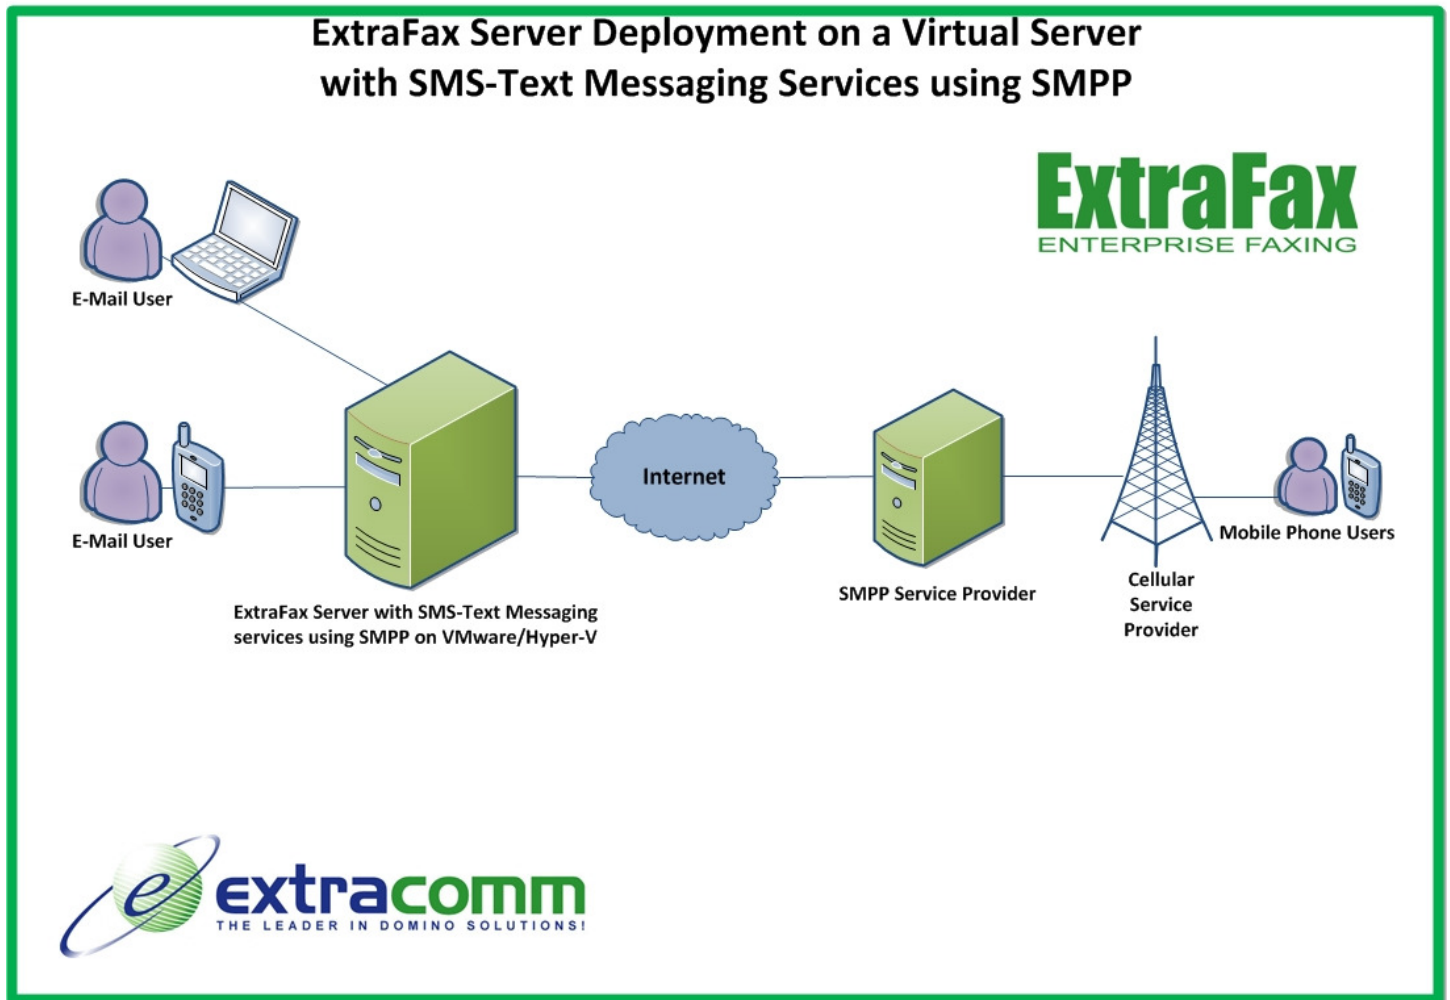 ExtraFax Server Deployment on a Virtual Server
with SMS-Text Messaging Services using SMPP
ExtraFax
ENTERPRISE FAXING
E-Mail User
E-Mail User
Internet
Mobile Phone Users
SMPP Service Provider
Cellular
Service
Provider
ExtraFax Server with SMS-Text Messaging
services using SMPP on VMware/Hyper-V
e
extracomm
THE LEADER IN DOMINO SOLUTIONS!